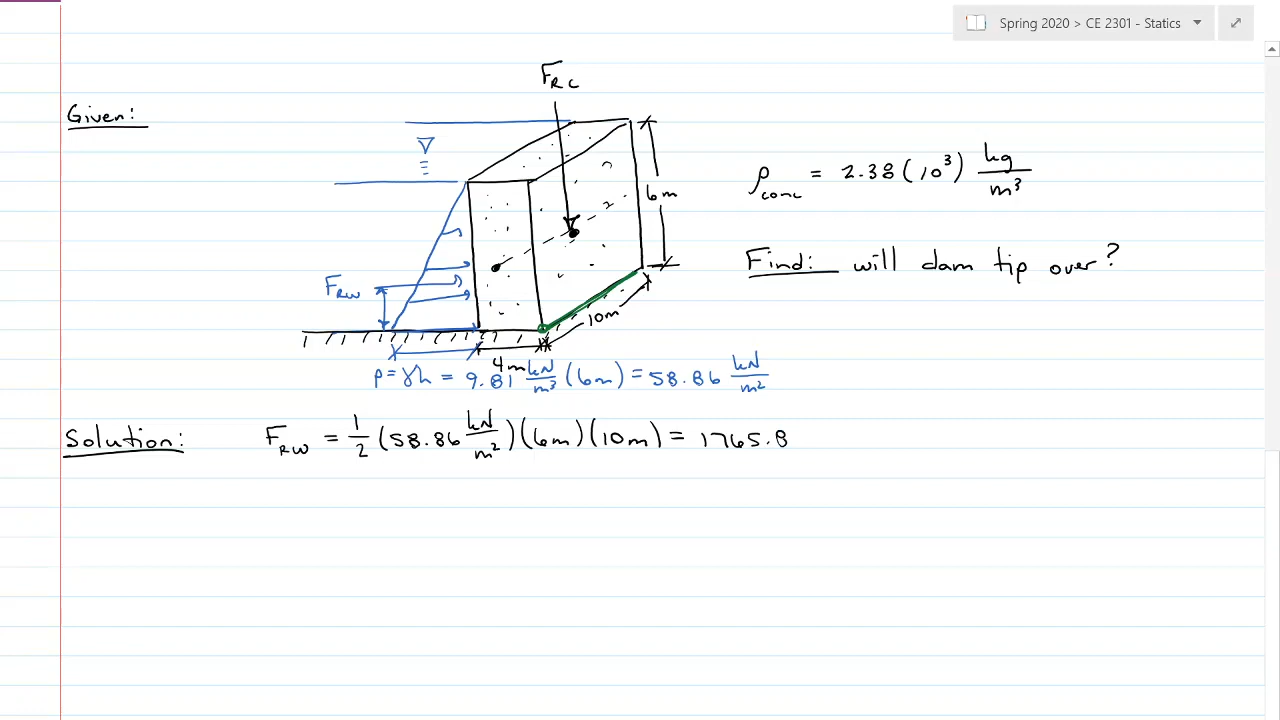 Spring 2020 > CE 2301 - Statics
F_RC
Given:
6m
ρ_conc = 2.38(10³) kg/m³
Find: will dam tip over?
F_RW
10m
4m
p = γh = 9.81 kN/m³ (6m) = 58.86 kN/m²
Solution: F_RW = 1/2 (58.86 kN/m²)(6m)(10m) = 1765.8